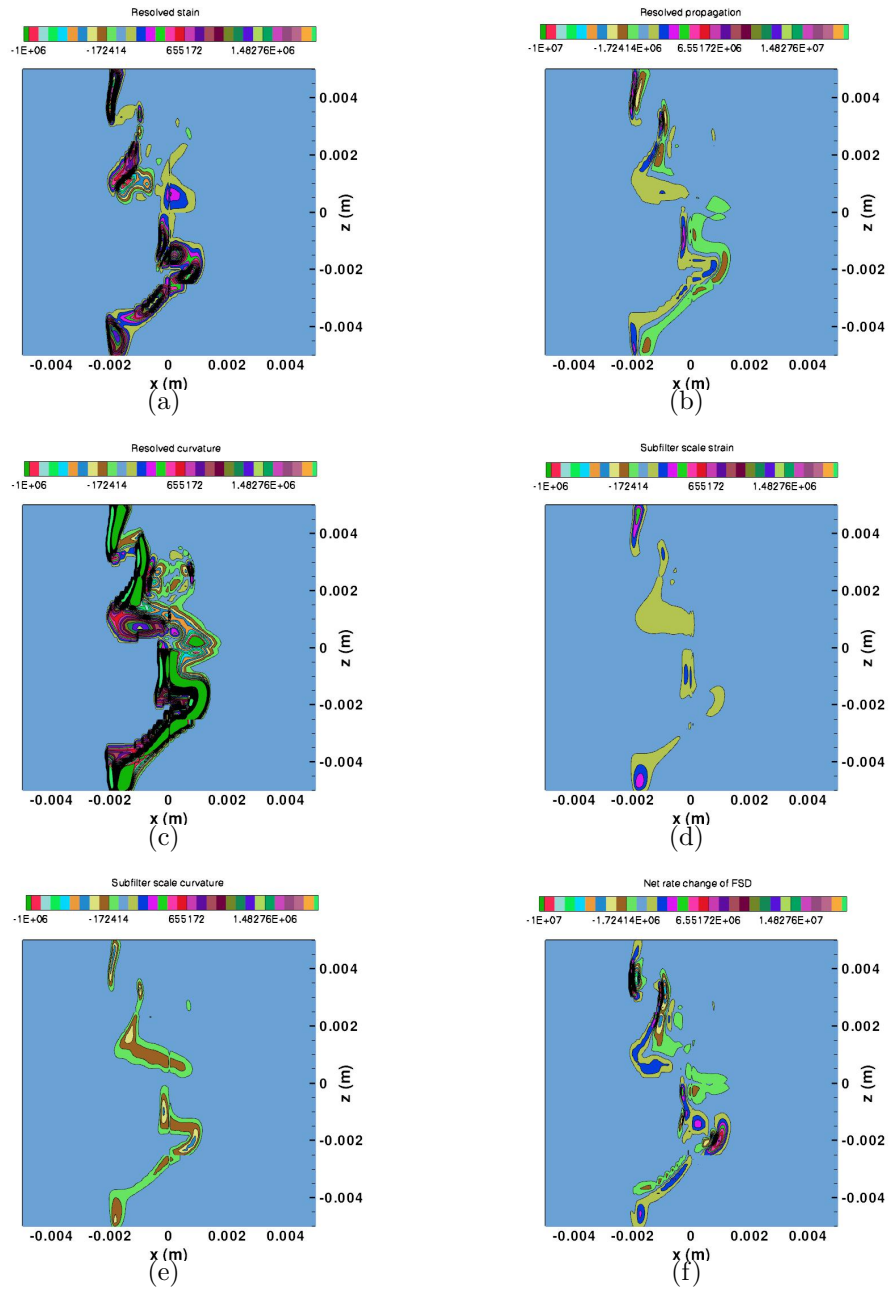 Resolved stain
-1E+06 -172414 655172 1.48276E+06
0.004
0.002
0
-0.002
-0.004
z (m)
-0.004 -0.002 0 0.002 0.004
x (m)
(a)
Resolved propagation
-1E+07 -1.72414E+06 6.55172E+06 1.48276E+07
0.004
0.002
0
-0.002
-0.004
z (m)
-0.004 -0.002 0 0.002 0.004
x (m)
(b)
Resolved curvature
-1E+06 -172414 655172 1.48276E+06
0.004
0.002
0
-0.002
-0.004
z (m)
-0.004 -0.002 0 0.002 0.004
x (m)
(c)
Subfilter scale strain
-1E+06 -172414 655172 1.48276E+06
0.004
0.002
0
-0.002
-0.004
z (m)
-0.004 -0.002 0 0.002 0.004
x (m)
(d)
Subfilter scale curvature
-1E+06 -172414 655172 1.48276E+06
0.004
0.002
0
-0.002
-0.004
z (m)
-0.004 -0.002 0 0.002 0.004
x (m)
(e)
Net rate change of FSD
-1E+07 -1.72414E+06 6.55172E+06 1.48276E+07
0.004
0.002
0
-0.002
-0.004
z (m)
-0.004 -0.002 0 0.002 0.004
x (m)
(f)